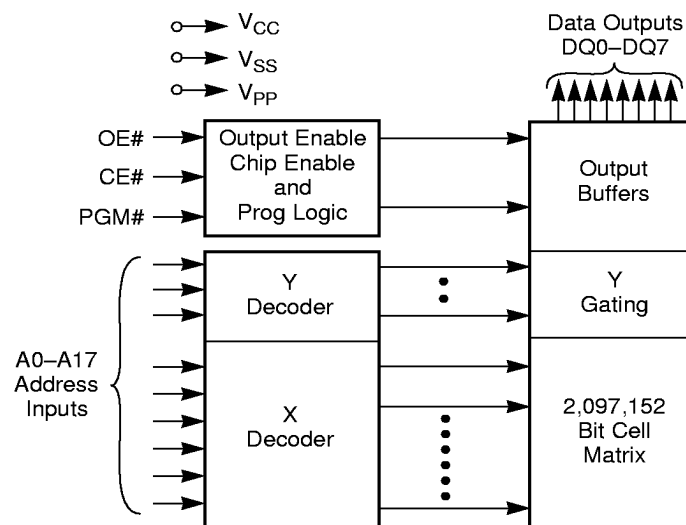 VCC
VSS
VPP
Data Outputs
DQ0–DQ7
OE#
CE#
PGM#
Output Enable
Chip Enable
and
Prog Logic
Output
Buffers
A0–A17
Address
Inputs
Y
Decoder
Y
Gating
X
Decoder
2,097,152
Bit Cell
Matrix